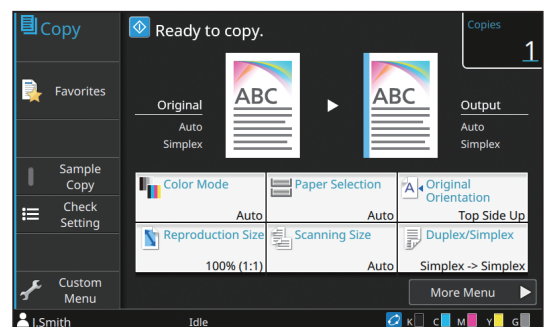 Copy
Ready to copy.
Copies
1
Favorites
Original
Auto
Simplex
ABC
ABC
Output
Auto
Simplex
Sample
Copy
Check
Setting
Custom
Menu
Color Mode
Auto
Paper Selection
Auto
Original
Orientation
Top Side Up
Reproduction Size
100% (1:1)
Scanning Size
Auto
Duplex/Simplex
Simplex -> Simplex
More Menu
J.Smith
Idle
K C M Y G